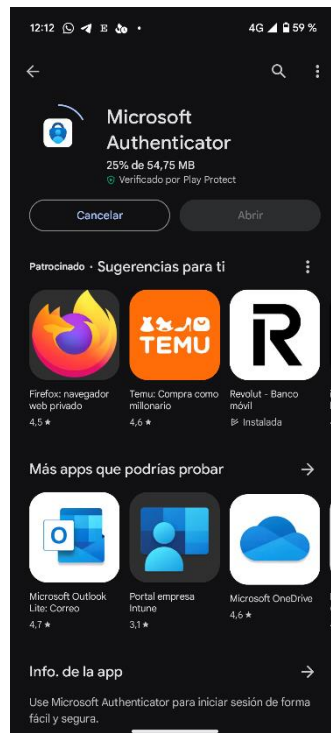 12:12 E 4G 59 %
Microsoft
Authenticator
25% de 54,75 MB
Verificado por Play Protect
Cancelar Abrir
Patrocinado · Sugerencias para ti
TEMU R
Firefox: navegador Temu: Compra como Revolut - Banco
web privado millonario móvil
4,5 ★ 4,6 ★ Instalada
Más apps que podrías probar
O
Microsoft Outlook Portal empresa Microsoft OneDrive
Lite: Correo Intune 4,6 ★
4,7 ★ 3,1 ★
Info. de la app
Use Microsoft Authenticator para iniciar sesión de forma
fácil y segura.